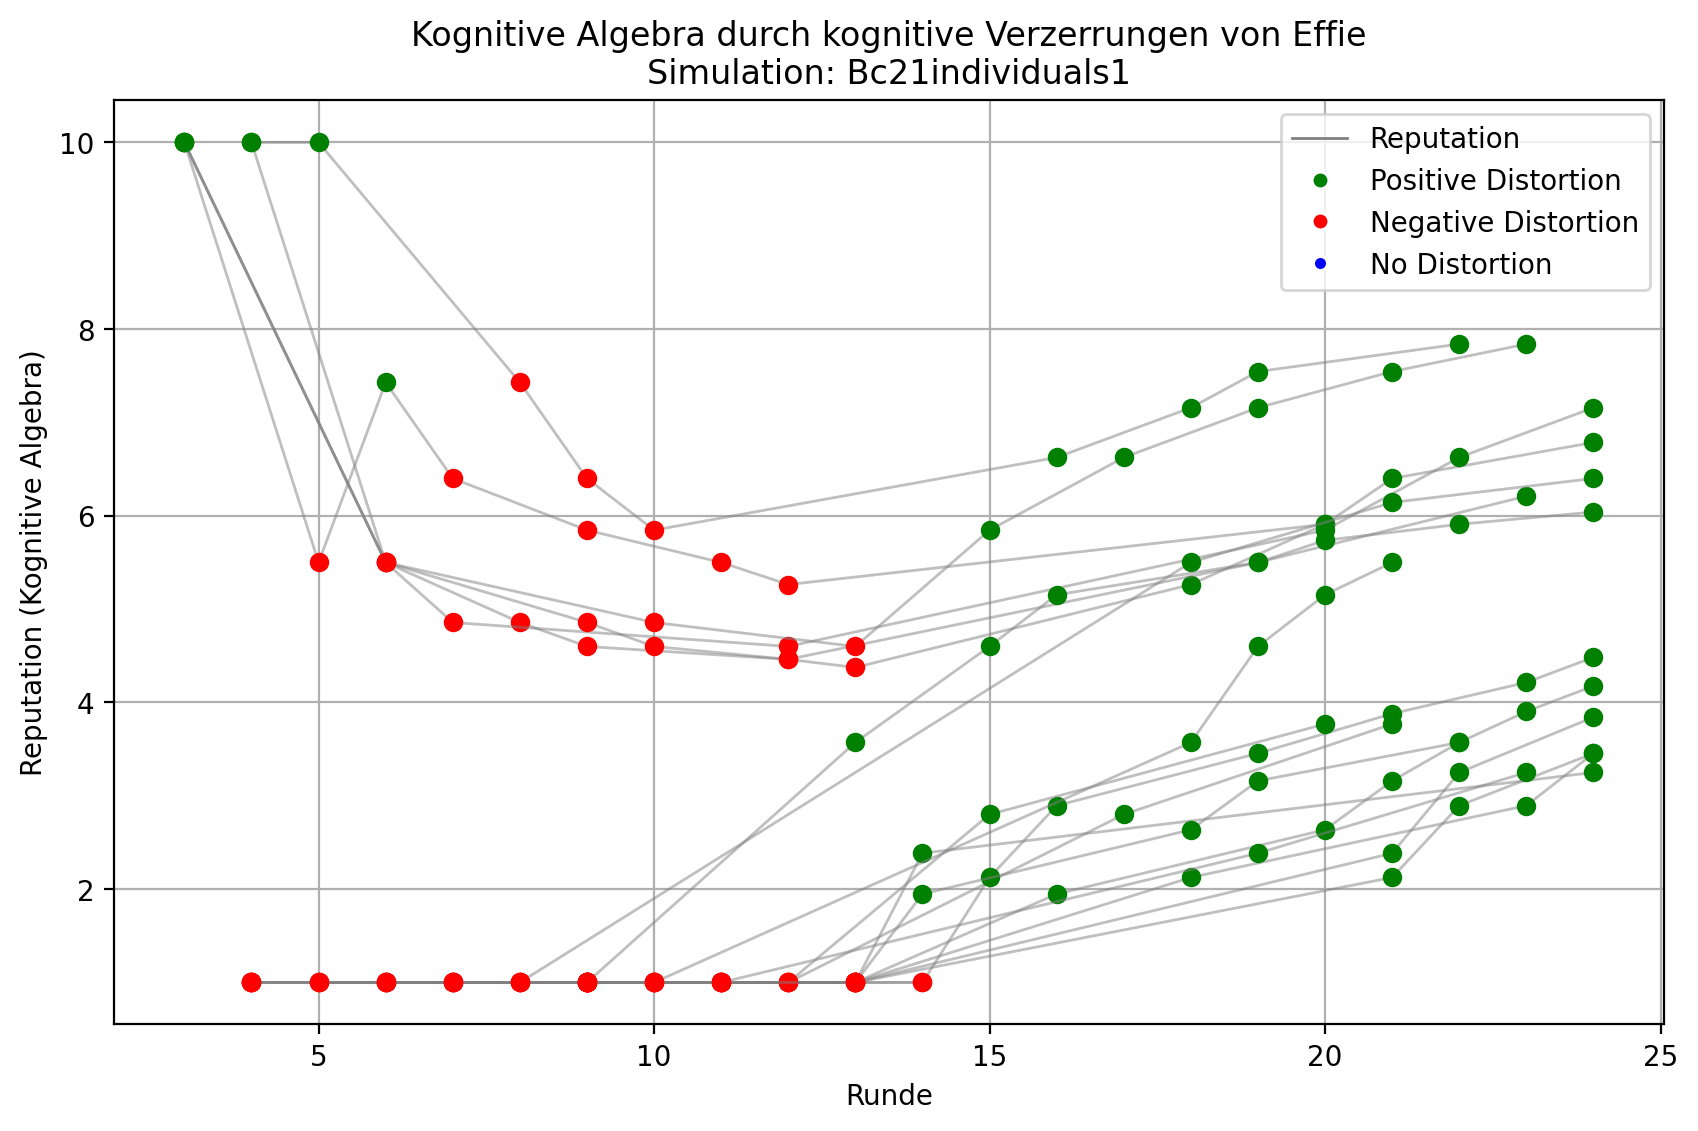 Kognitive Algebra durch kognitive Verzerrungen von Effie
Simulation: Bc21individuals1
Reputation
Positive Distortion
Negative Distortion
No Distortion
Reputation (Kognitive Algebra)
10
8
6
4
2
5
10
15
20
25
Runde